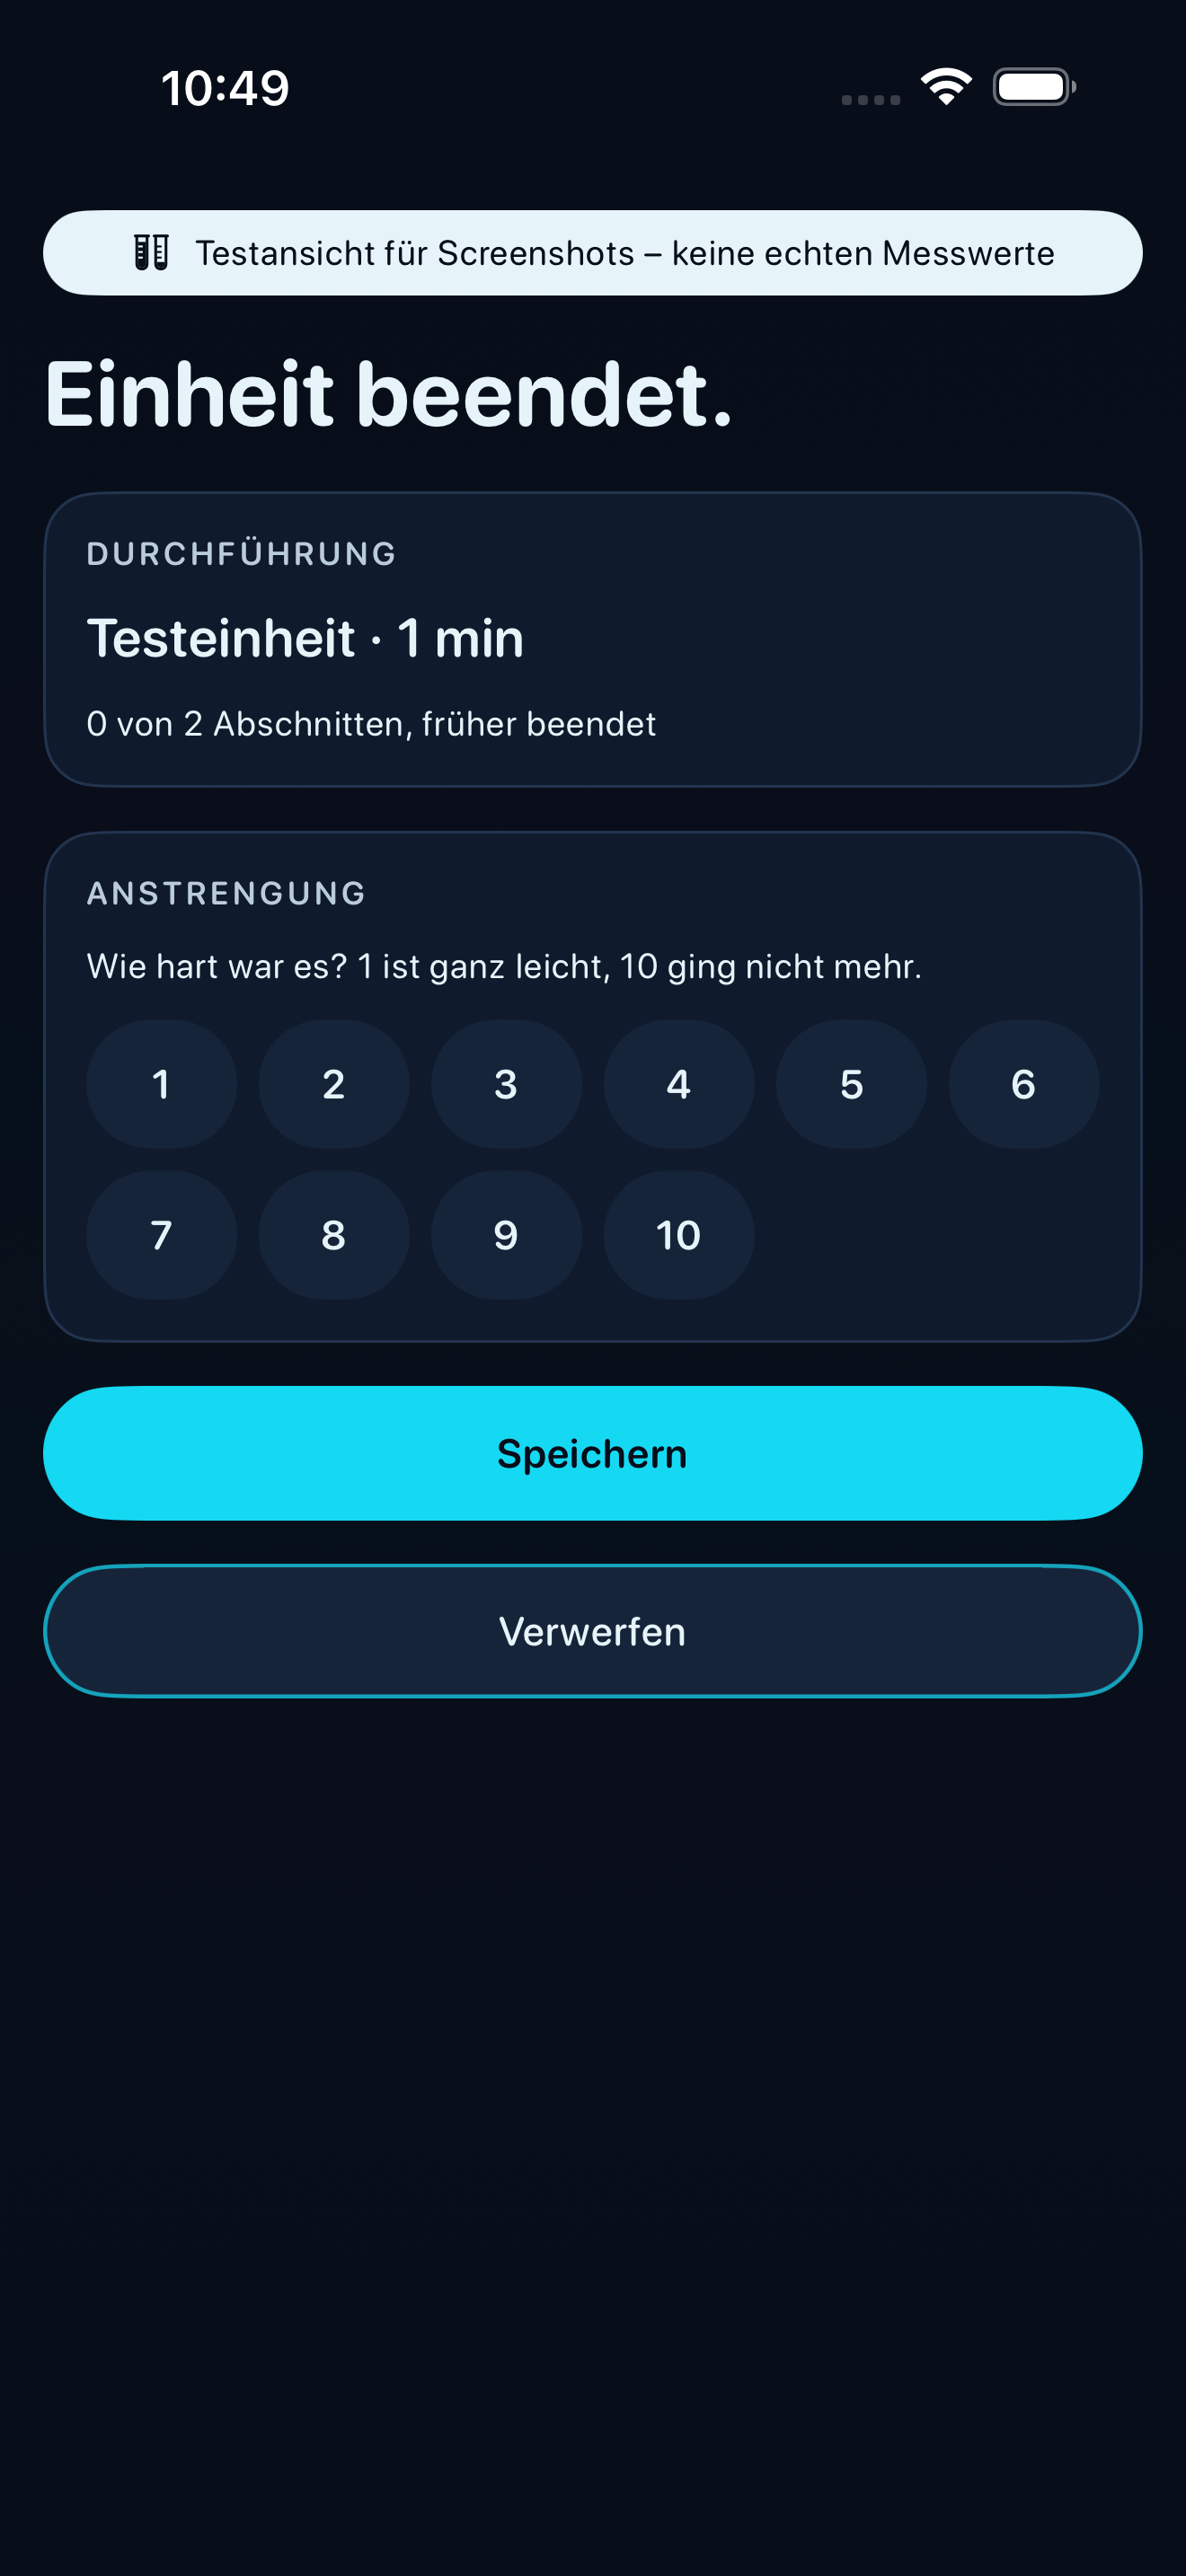 10:49
Testansicht für Screenshots – keine echten Messwerte
Einheit beendet.
DURCHFÜHRUNG
Testeinheit · 1 min
0 von 2 Abschnitten, früher beendet
ANSTRENGUNG
Wie hart war es? 1 ist ganz leicht, 10 ging nicht mehr.
1 2 3 4 5 6
7 8 9 10
Speichern
Verwerfen